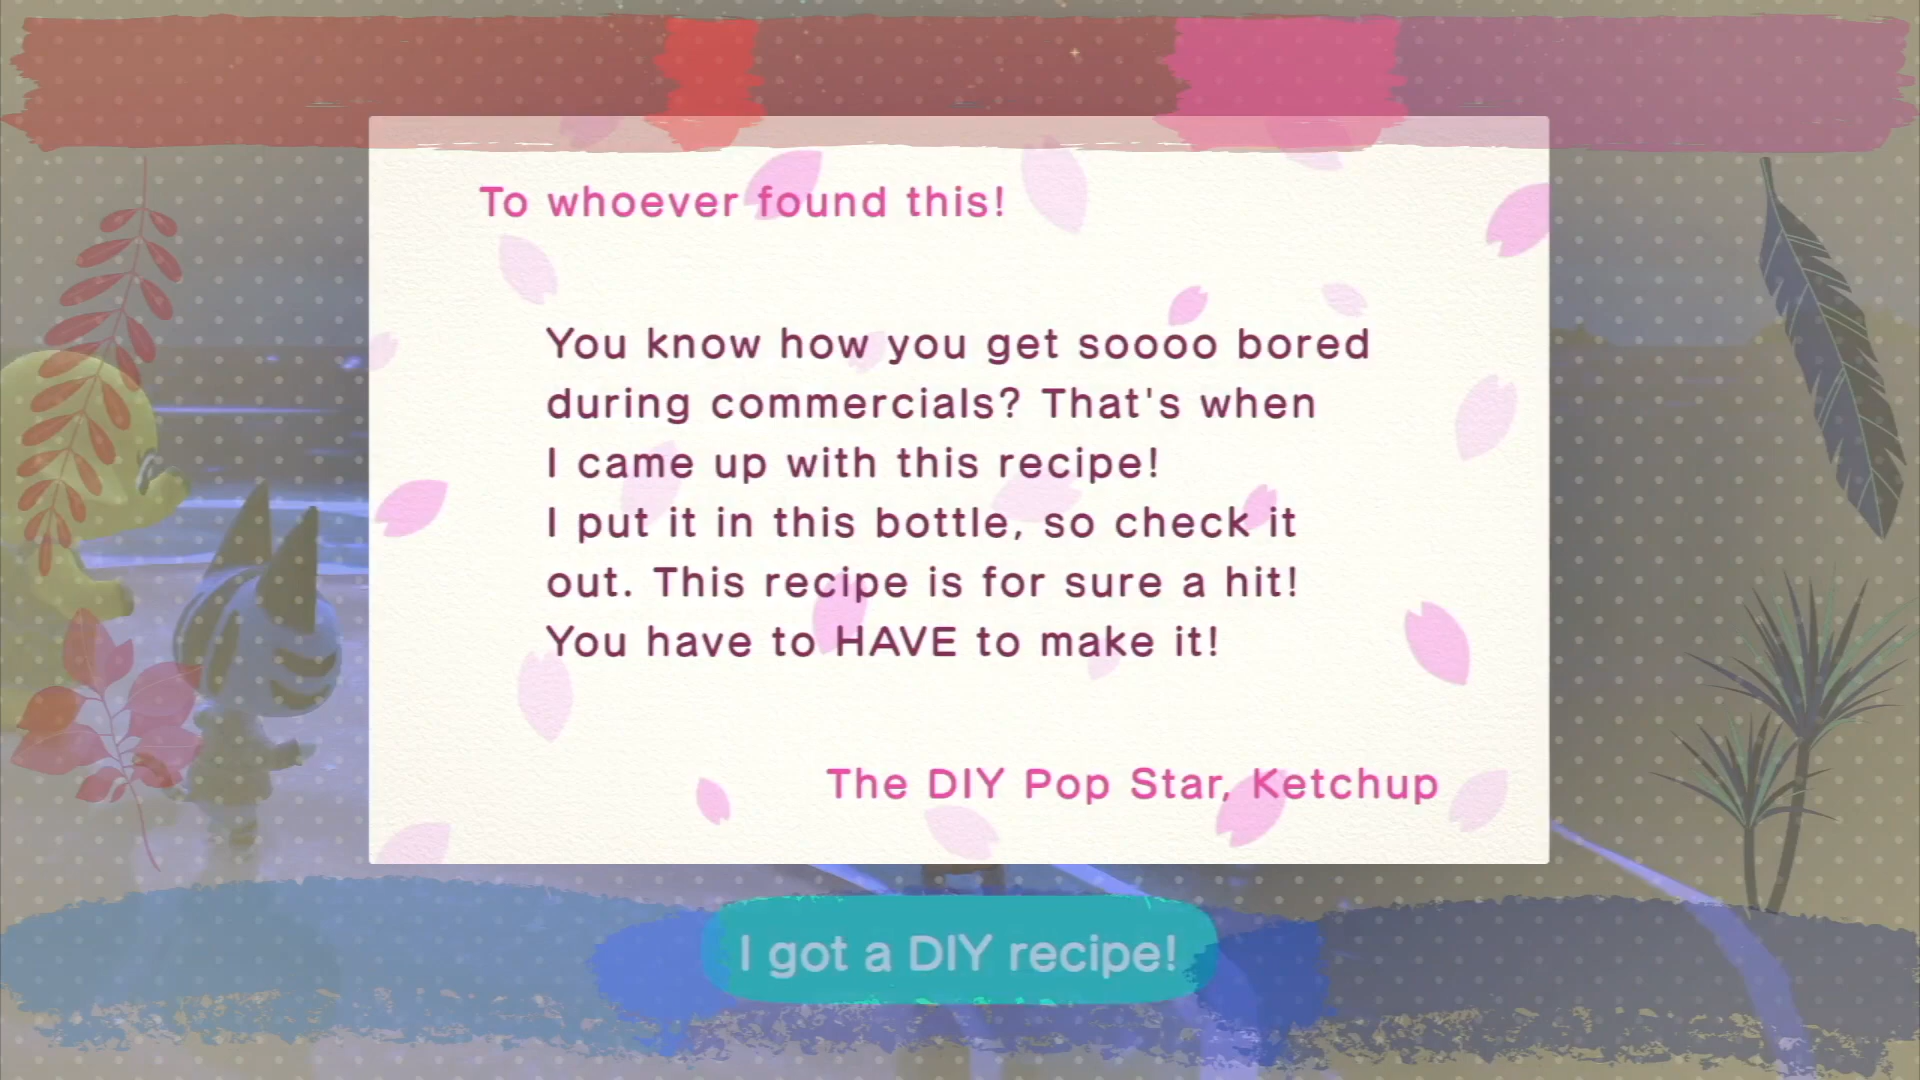 To whoever found this!
You know how you get soooo bored
during commercials? That's when
I came up with this recipe!
I put it in this bottle, so check it
out. This recipe is for sure a hit!
You have to HAVE to make it!
The DIY Pop Star, Ketchup
I got a DIY recipe!